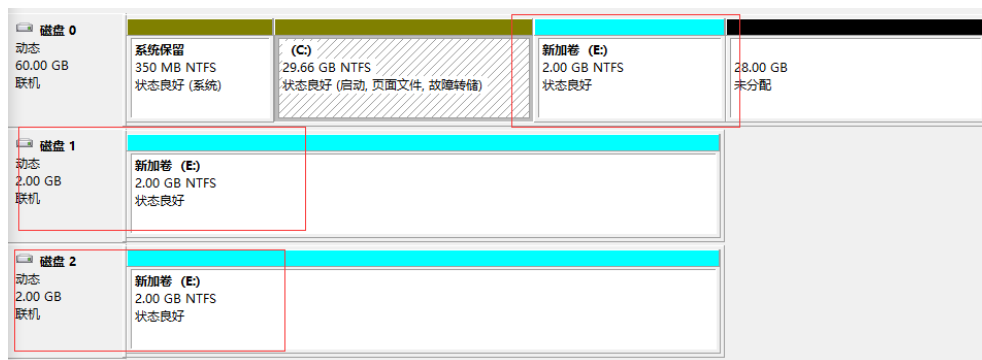 磁盘 0
动态
60.00 GB
联机
系统保留
350 MB NTFS
状态良好 (系统)
(C:)
29.66 GB NTFS
状态良好 (启动, 页面文件, 故障转储)
新加卷 (E:)
2.00 GB NTFS
状态良好
28.00 GB
未分配
磁盘 1
动态
2.00 GB
联机
新加卷 (E:)
2.00 GB NTFS
状态良好
磁盘 2
动态
2.00 GB
联机
新加卷 (E:)
2.00 GB NTFS
状态良好